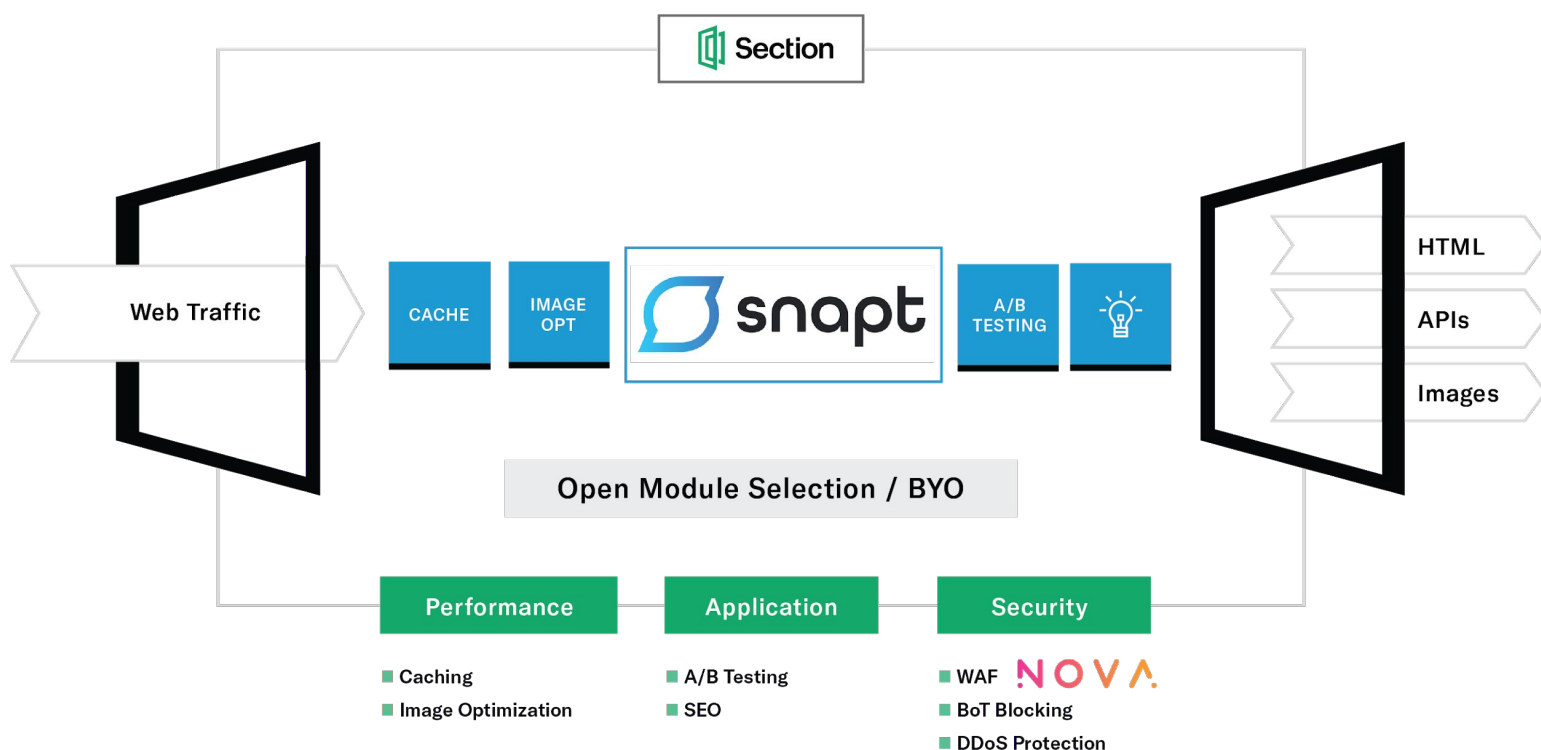 Section
Web Traffic
CACHE
IMAGE
OPT
snapt
A/B
TESTING
HTML
APIs
Images
Open Module Selection / BYO
Performance
Application
Security
Caching
Image Optimization
A/B Testing
SEO
WAF NOVA
BoT Blocking
DDoS Protection